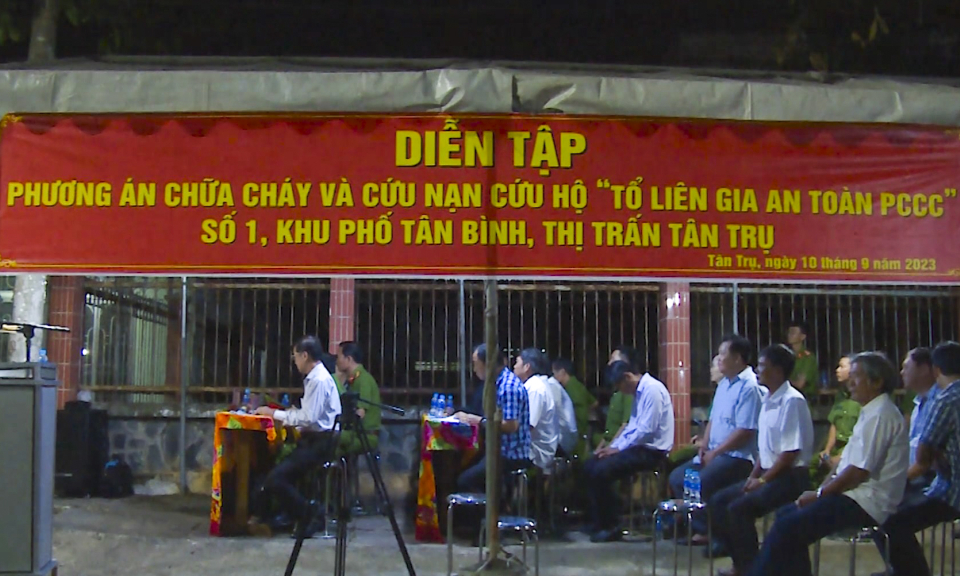 DIỄN TẬP
PHƯƠNG ÁN CHỮA CHÁY VÀ CỨU NẠN CỨU HỘ “TỔ LIÊN GIA AN TOÀN PCCC”
SỐ 1, KHU PHỐ TÂN BÌNH, THỊ TRẤN TÂN TRỤ
Tân Trụ, ngày 10 tháng 9 năm 2023